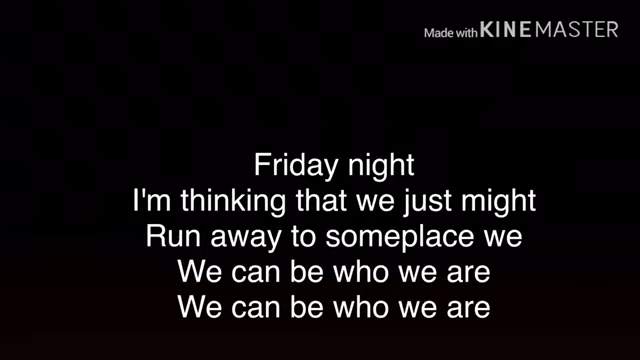 Made with KINEMASTER
Friday night
I'm thinking that we just might
Run away to someplace we
We can be who we are
We can be who we are